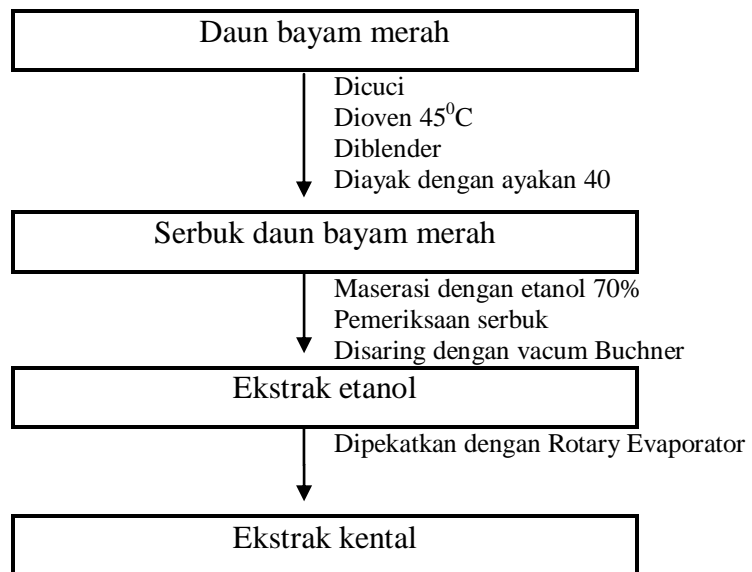 Daun bayam merah
Dicuci
Dioven 45⁰C
Diblender
Diayak dengan ayakan 40
Serbuk daun bayam merah
Maserasi dengan etanol 70%
Pemeriksaan serbuk
Disaring dengan vacum Buchner
Ekstrak etanol
Dipekatkan dengan Rotary Evaporator
Ekstrak kental